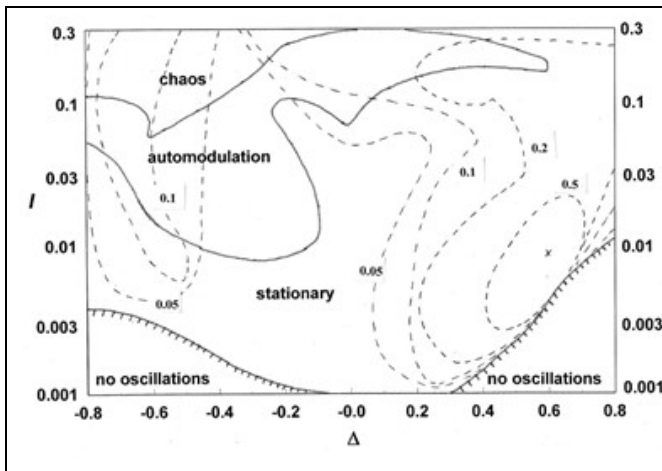 0.3 0.3
chaos
0.1 0.1
automodulation
0.2
0.1
0.03 0.03
0.1
0.5
I
0.01 x 0.01
0.05 stationary 0.05
0.003 0.003
no oscillations no oscillations
0.001 0.001
-0.8 -0.6 -0.4 -0.2 -0.0 0.2 0.4 0.6 0.8
Δ